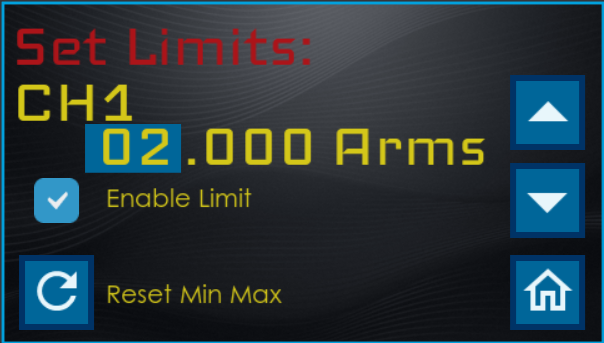 Set Limits:
CH1
02.000 Arms
Enable Limit
Reset Min Max